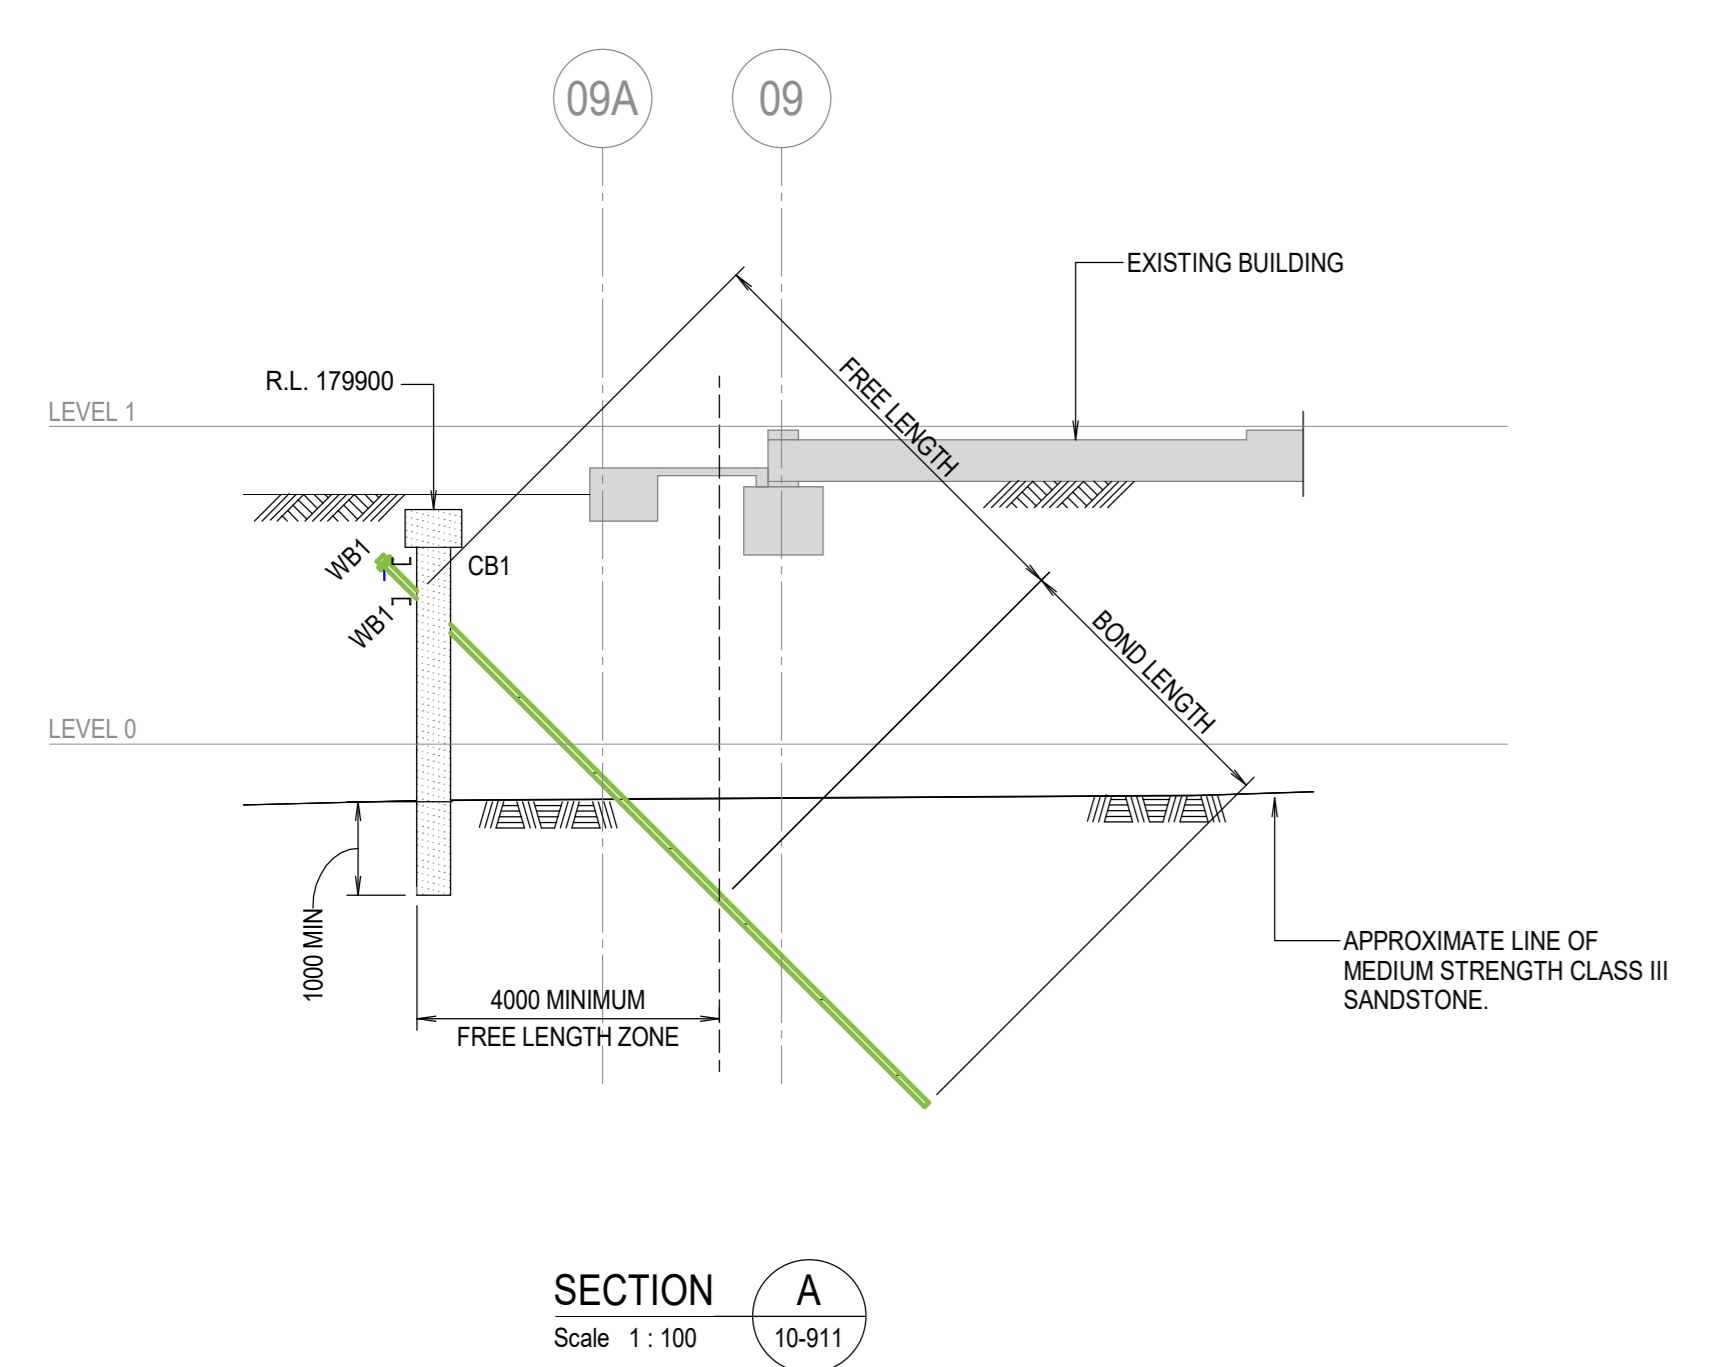 09A
09
EXISTING BUILDING
R.L. 179900
LEVEL 1
FREE LENGTH
WB1
CB1
WB1
BOND LENGTH
LEVEL 0
1000 MIN
APPROXIMATE LINE OF
MEDIUM STRENGTH CLASS III
SANDSTONE.
4000 MINIMUM
FREE LENGTH ZONE
SECTION
A
Scale 1 : 100
10-911